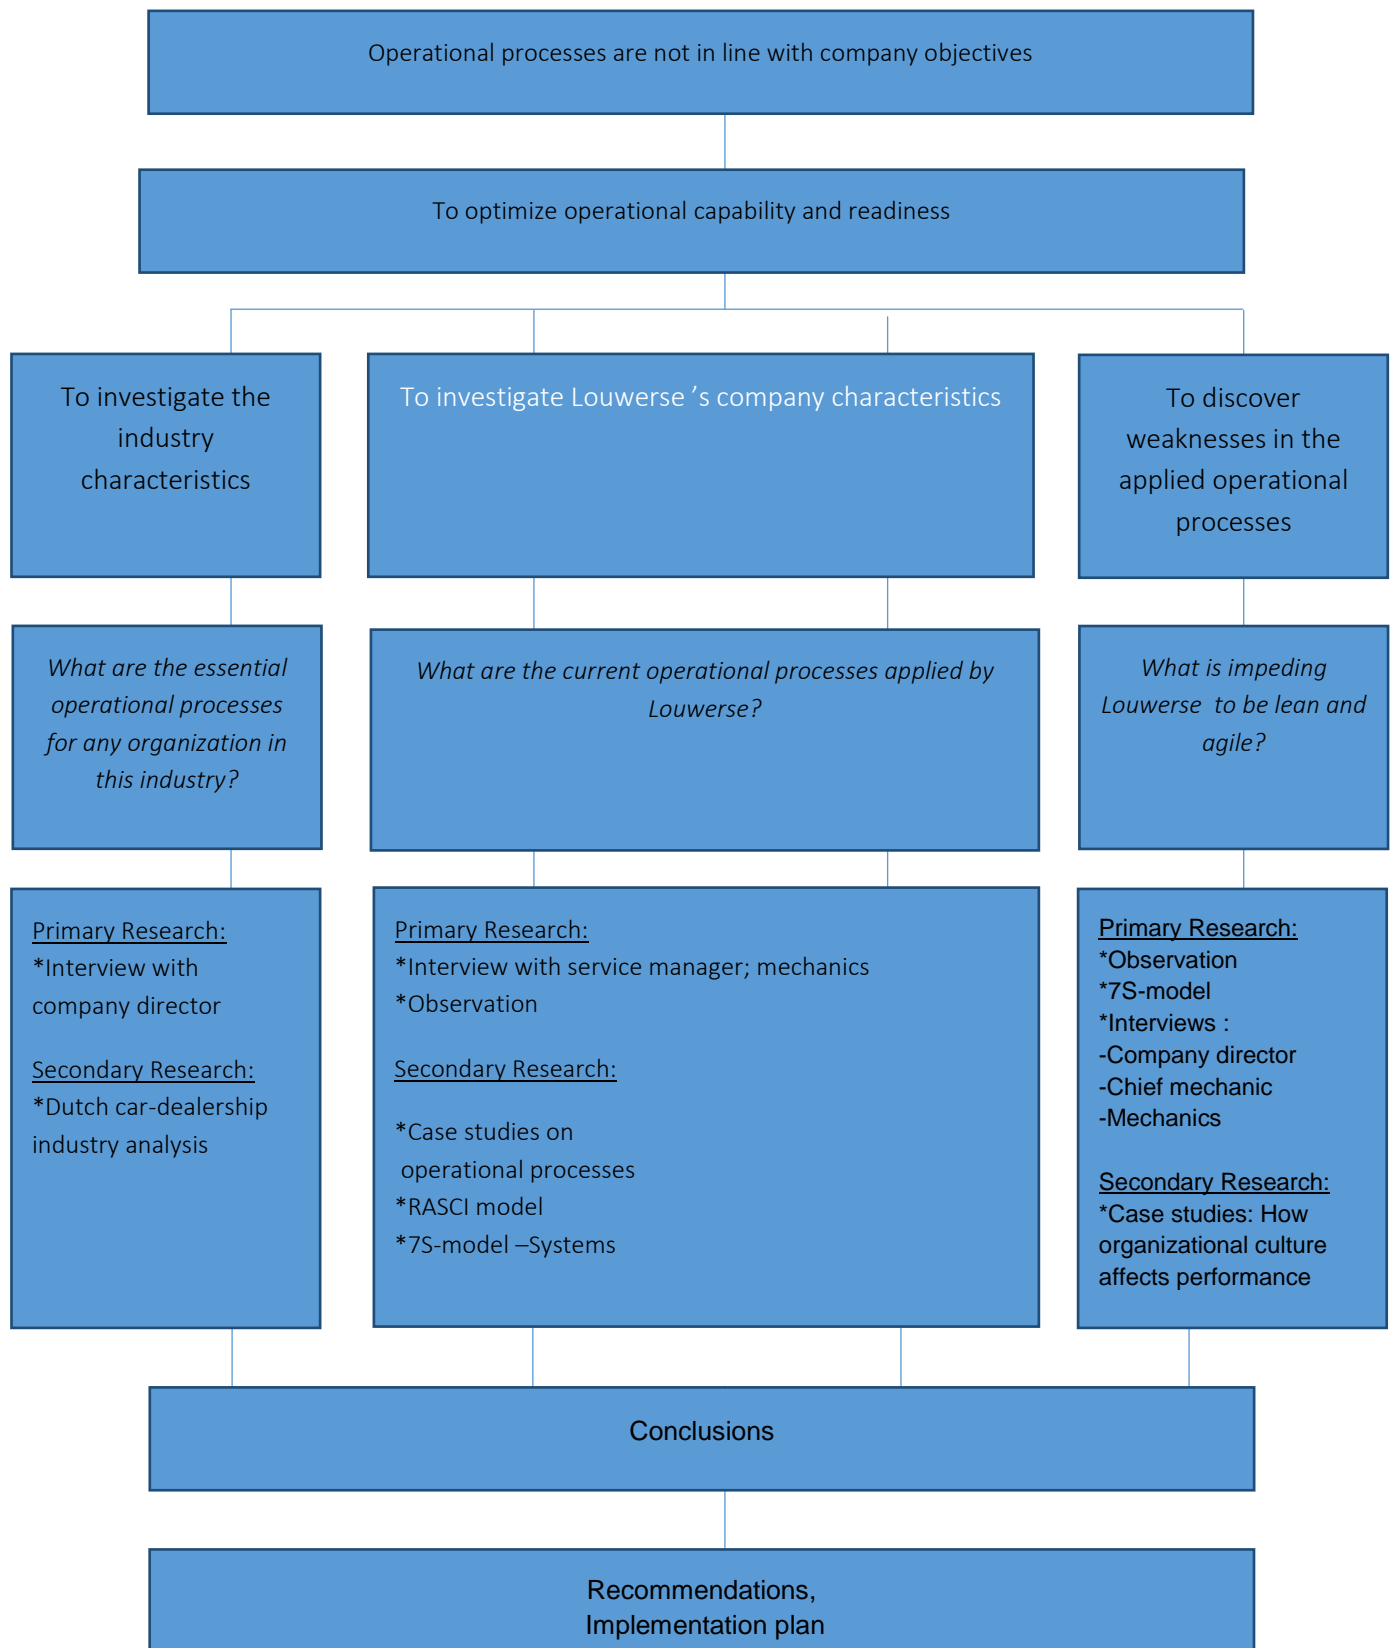 Operational processes are not in line with company objectives
To optimize operational capability and readiness
To investigate the
industry
characteristics
To investigate Louwerse 's company characteristics
To discover
weaknesses in the
applied operational
processes
What are the essential
operational processes
for any organization in
this industry?
What are the current operational processes applied by
Louwerse?
What is impeding
Louwerse  to be lean and
agile?
Primary Research:
*Interview with
company director
Secondary Research:
*Dutch car-dealership
industry analysis
Primary Research:
*Interview with service manager; mechanics
*Observation
Secondary Research:
*Case studies on
operational processes
*RASCI model
*7S-model –Systems
Primary Research:
*Observation
*7S-model
*Interviews :
-Company director
-Chief mechanic
-Mechanics
Secondary Research:
*Case studies: How
organizational culture
affects performance
Conclusions
Recommendations,
Implementation plan